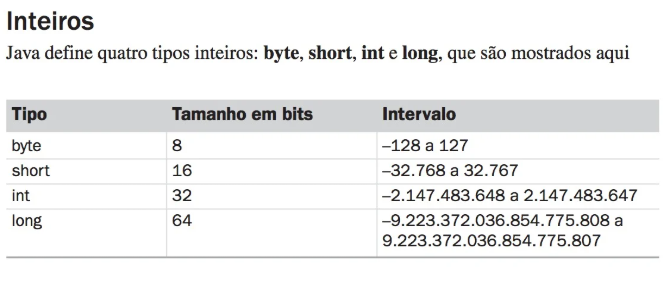 Inteiros
Java define quatro tipos inteiros: byte, short, int e long, que são mostrados aqui
Tipo Tamanho em bits Intervalo
byte 8 –128 a 127
short 16 –32.768 a 32.767
int 32 –2.147.483.648 a 2.147.483.647
long 64 –9.223.372.036.854.775.808 a
9.223.372.036.854.775.807